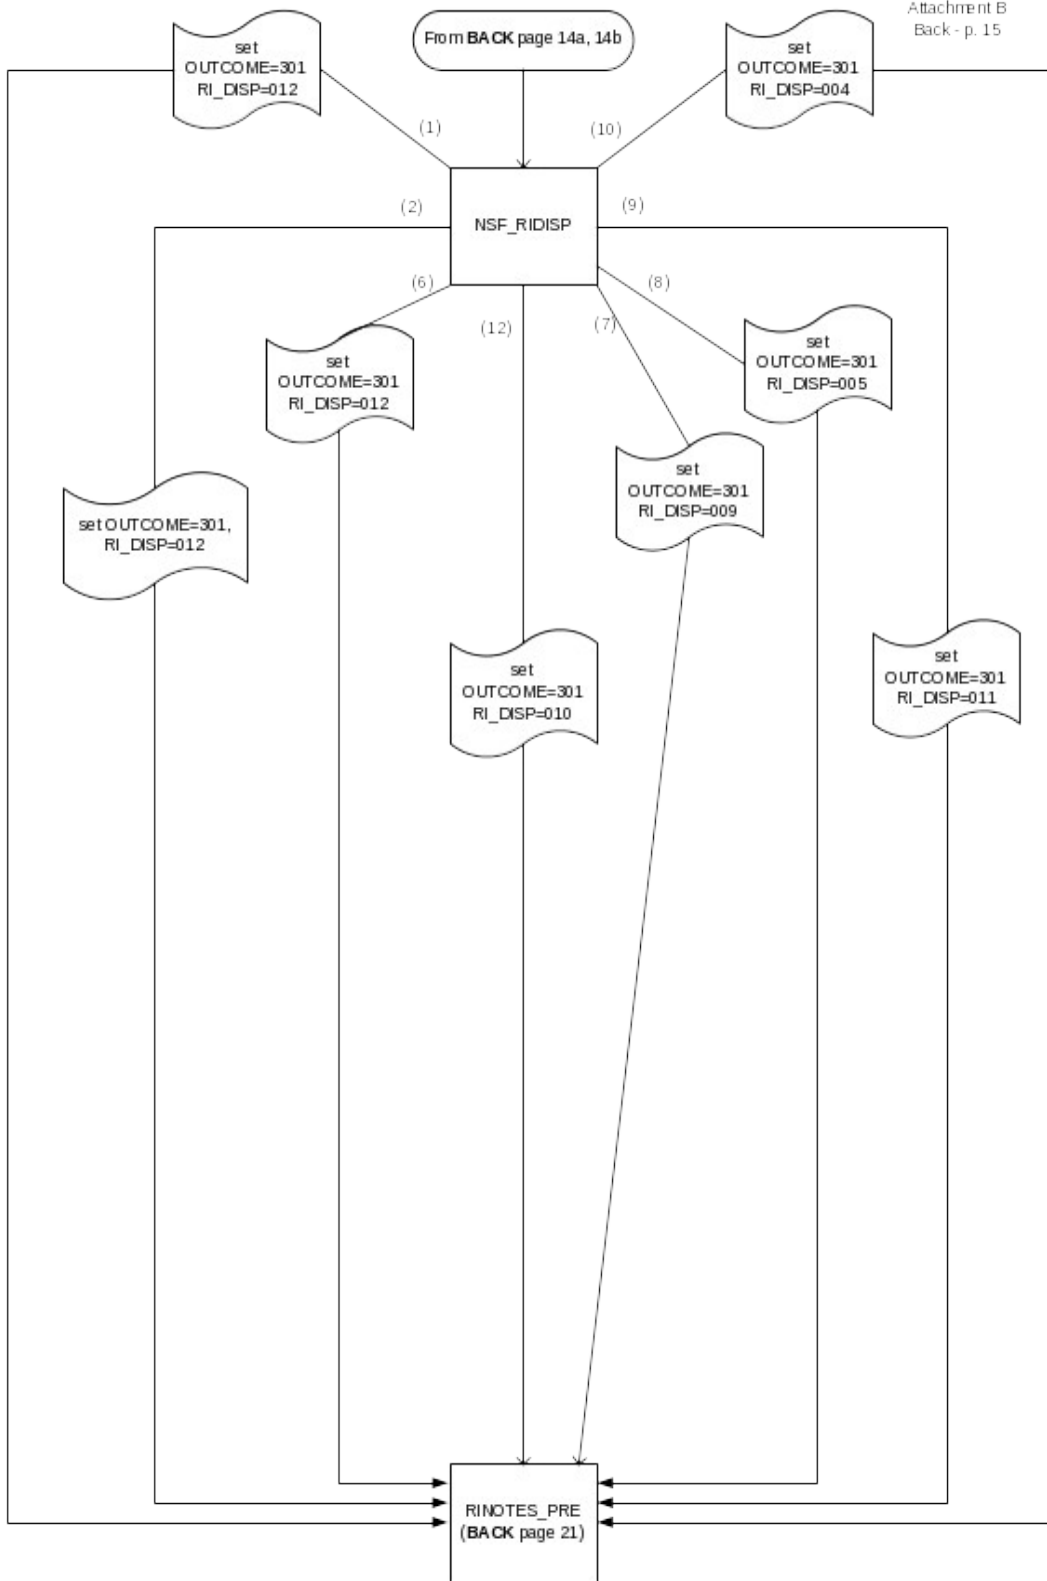 Attachment B
Back - p. 15
set
OUTCOME=301
RI_DISP=012
From BACK page 14a, 14b
set
OUTCOME=301
RI_DISP=004
(1)
(10)
(2)
NSF_RIDISP
(9)
(6)
(12)
(7)
(8)
set
OUTCOME=301
RI_DISP=012
set
OUTCOME=301
RI_DISP=005
set OUTCOME=301,
RI_DISP=012
set
OUTCOME=301
RI_DISP=009
set
OUTCOME=301
RI_DISP=010
set
OUTCOME=301
RI_DISP=011
RINOTES_PRE
(BACK page 21)